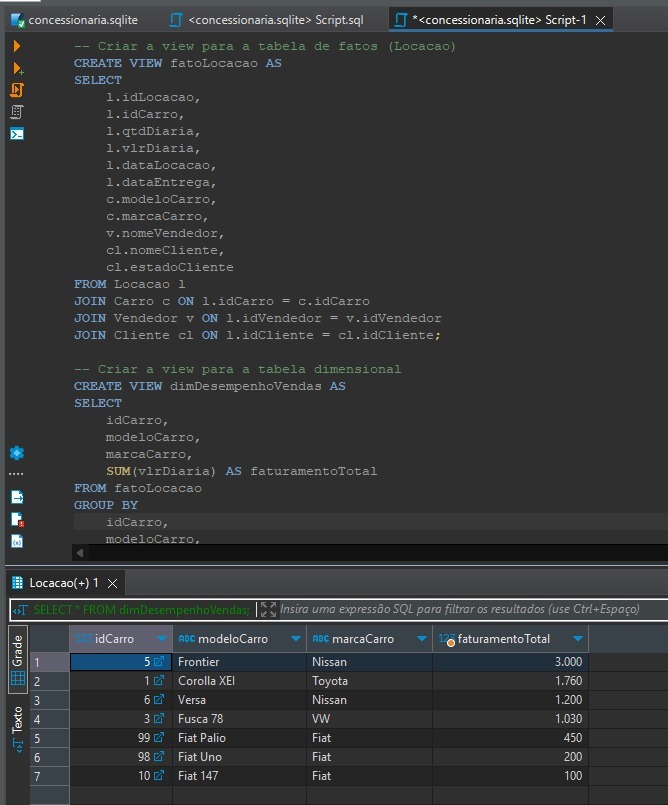 concessionaria.sqlite
<concessionaria.sqlite> Script.sql
*<concessionaria.sqlite> Script-1
-- Criar a view para a tabela de fatos (Locacao)
CREATE VIEW fatoLocacao AS
SELECT
l.idLocacao,
l.idCarro,
l.qtdDiaria,
l.vlrDiaria,
l.dataLocacao,
l.dataEntrega,
c.modeloCarro,
c.marcaCarro,
v.nomeVendedor,
cl.nomeCliente,
cl.estadoCliente
FROM Locacao l
JOIN Carro c ON l.idCarro = c.idCarro
JOIN Vendedor v ON l.idVendedor = v.idVendedor
JOIN Cliente cl ON l.idCliente = cl.idCliente;
-- Criar a view para a tabela dimensional
CREATE VIEW dimDesempenhoVendas AS
SELECT
idCarro,
modeloCarro,
marcaCarro,
SUM(vlrDiaria) AS faturamentoTotal
FROM fatoLocacao
GROUP BY
idCarro,
modeloCarro,
Locacao(+) 1
SELECT * FROM dimDesempenhoVendas; Insira uma expressão SQL para filtrar os resultados (use Ctrl+Espaço)
Grade
Texto
123 idCarro ABC modeloCarro ABC marcaCarro 123 faturamentoTotal
1 5 Frontier Nissan 3.000
2 1 Corolla XEI Toyota 1.760
3 6 Versa Nissan 1.200
4 3 Fusca 78 VW 1.030
5 99 Fiat Palio Fiat 450
6 98 Fiat Uno Fiat 200
7 10 Fiat 147 Fiat 100